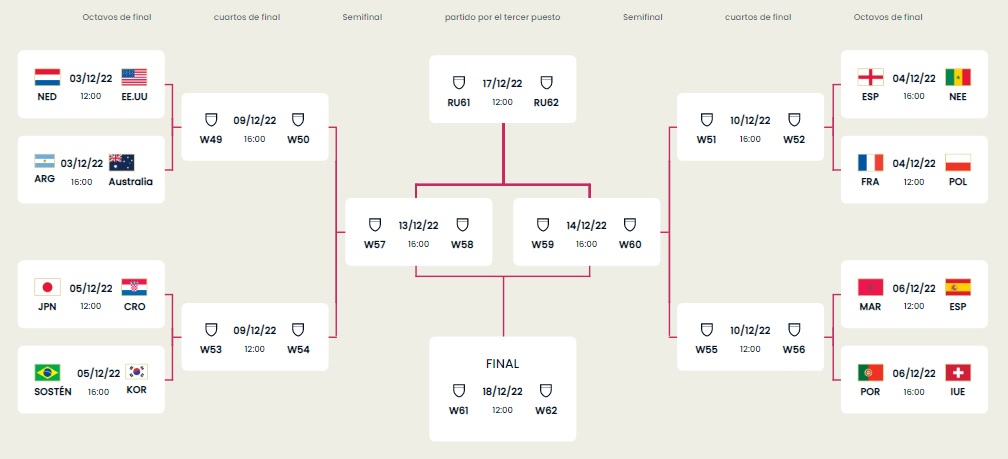 Octavos de final
cuartos de final
Semifinal
partido por el tercer puesto
Semifinal
cuartos de final
Octavos de final
NED 03/12/22 EE.UU
12:00
ARG 03/12/22 Australia
16:00
JPN 05/12/22 CRO
12:00
SOSTÉN 05/12/22 KOR
16:00
W49 09/12/22 W50
16:00
W53 09/12/22 W54
12:00
W57 13/12/22 W58
16:00
RU61 17/12/22 RU62
12:00
FINAL
W61 18/12/22 W62
12:00
W59 14/12/22 W60
16:00
W51 10/12/22 W52
16:00
W55 10/12/22 W56
12:00
ESP 04/12/22 NEE
16:00
FRA 04/12/22 POL
12:00
MAR 06/12/22 ESP
12:00
POR 06/12/22 IUE
16:00